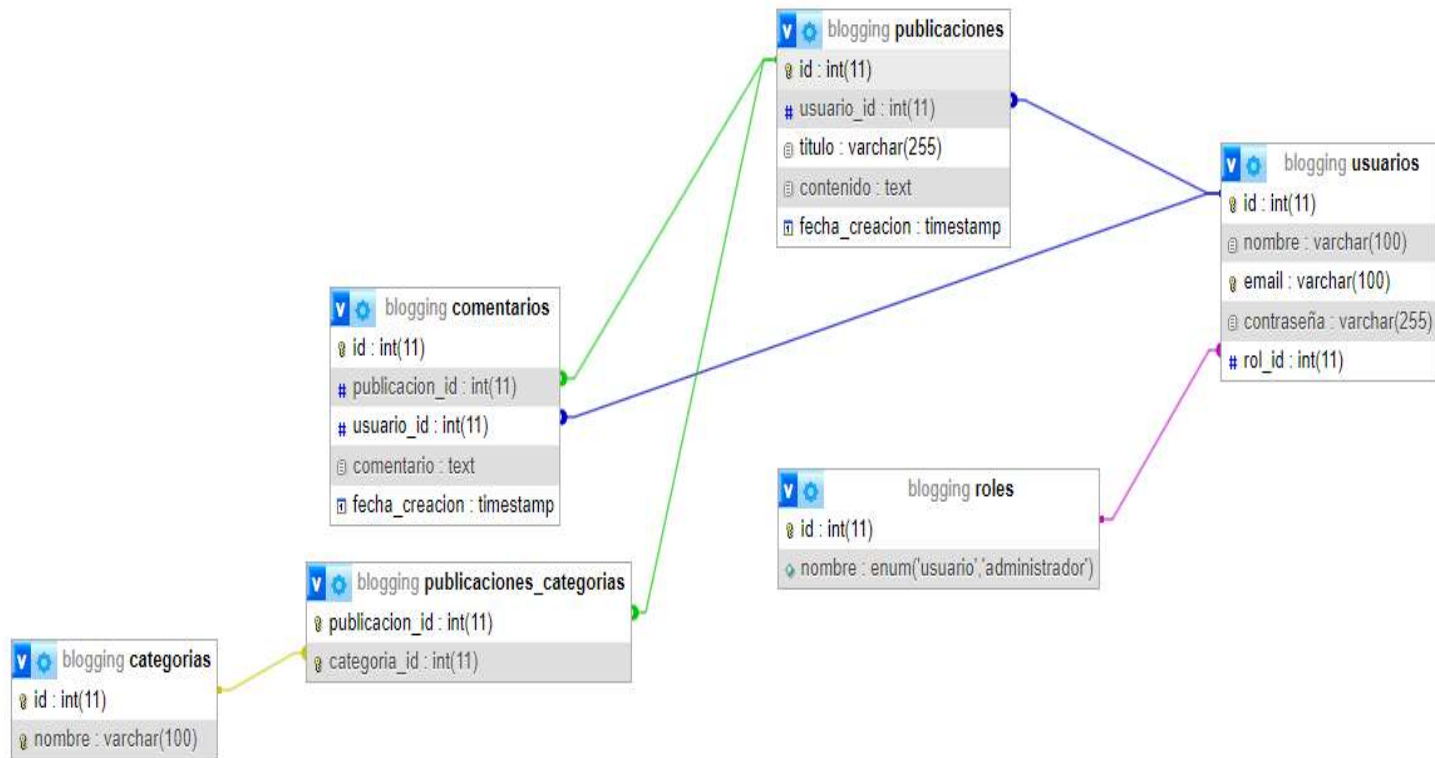 blogging publicaciones
id : int(11)
usuario_id : int(11)
titulo : varchar(255)
contenido : text
fecha_creacion : timestamp
blogging usuarios
id : int(11)
nombre : varchar(100)
email : varchar(100)
contraseña : varchar(255)
rol_id : int(11)
blogging comentarios
id : int(11)
publicacion_id : int(11)
usuario_id : int(11)
comentario : text
fecha_creacion : timestamp
blogging roles
id : int(11)
nombre : enum('usuario','administrador')
blogging publicaciones_categorias
publicacion_id : int(11)
categoria_id : int(11)
blogging categorias
id : int(11)
nombre : varchar(100)